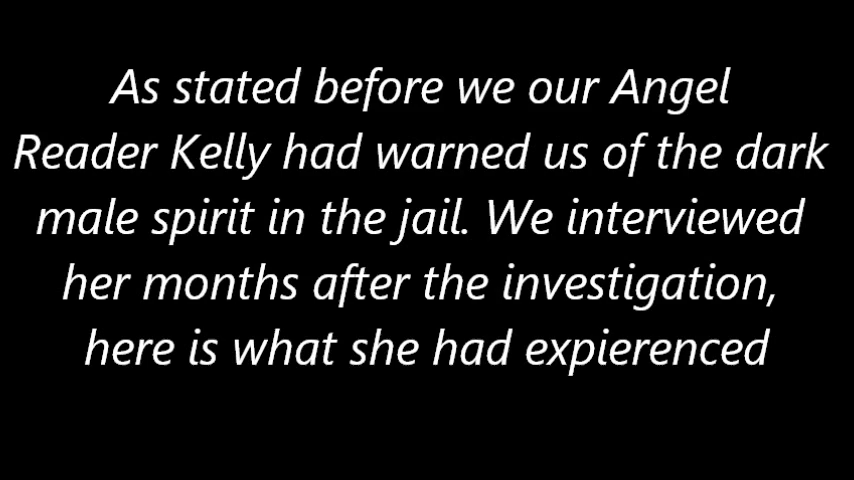 As stated before we our Angel
Reader Kelly had warned us of the dark
male spirit in the jail. We interviewed
her months after the investigation,
here is what she had expierenced